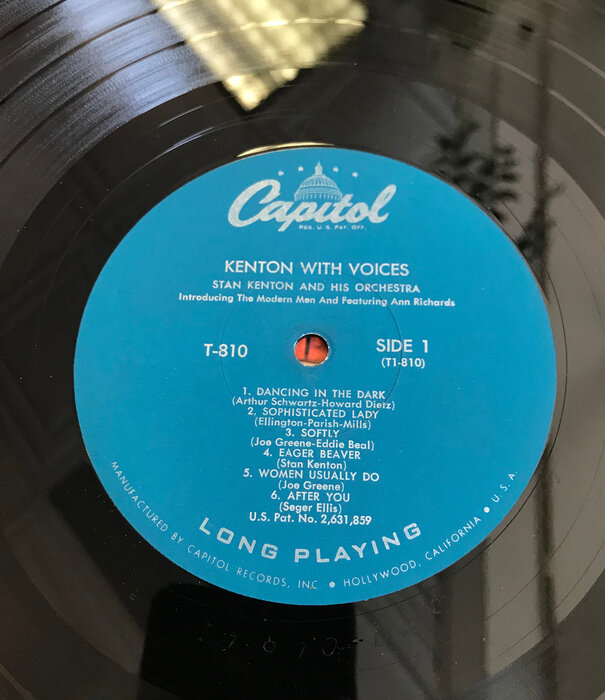 Capitol
REG. U. S. PAT. OFF.
KENTON WITH VOICES
STAN KENTON AND HIS ORCHESTRA
Introducing The Modern Men And Featuring Ann Richards
T-810
SIDE 1
(T1-810)
1. DANCING IN THE DARK
(Arthur Schwartz-Howard Dietz)
2. SOPHISTICATED LADY
(Ellington-Parish-Mills)
3. SOFTLY
(Joe Greene-Eddie Beal)
4. EAGER BEAVER
(Stan Kenton)
5. WOMEN USUALLY DO
(Joe Greene)
6. AFTER YOU
(Seger Ellis)
U.S. Pat. No. 2,631,859
LONG PLAYING
MANUFACTURED BY CAPITOL RECORDS, INC. • HOLLYWOOD, CALIFORNIA • U.S.A.